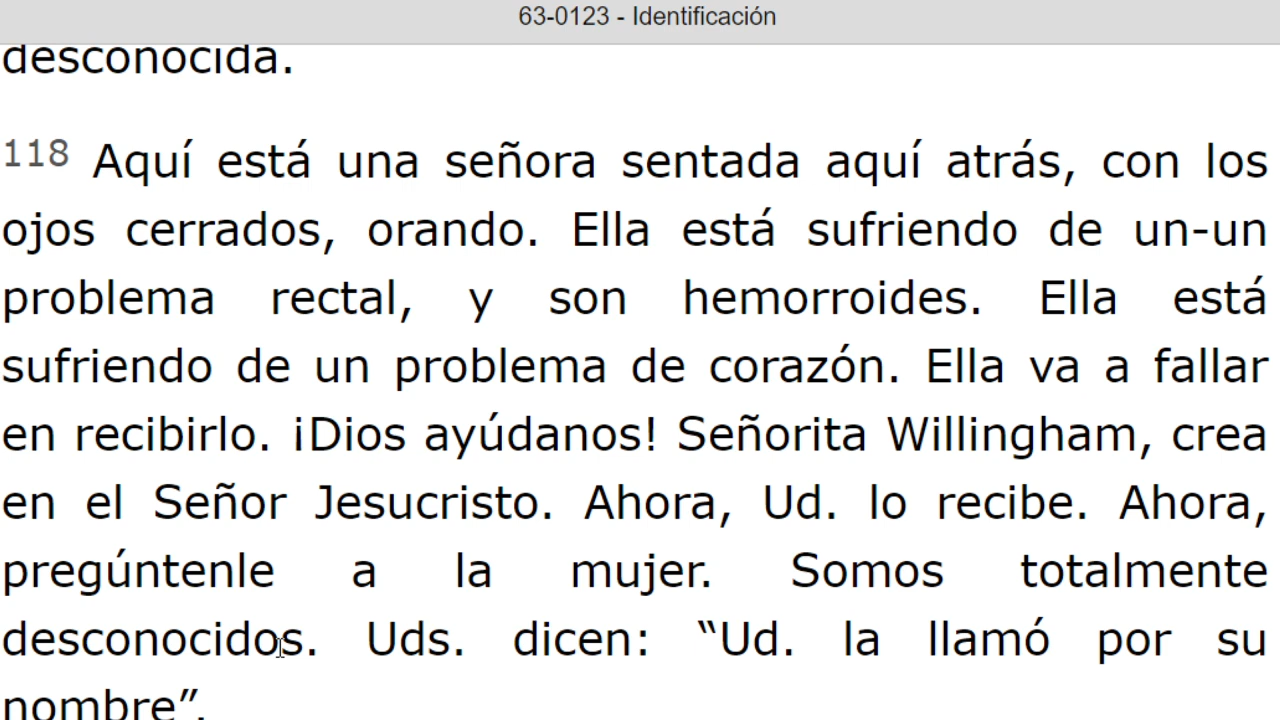 63-0123 - Identificación
desconocida.
118 Aquí está una señora sentada aquí atrás, con los
ojos cerrados, orando. Ella está sufriendo de un-un
problema rectal, y son hemorroides. Ella está
sufriendo de un problema de corazón. Ella va a fallar
en recibirlo. ¡Dios ayúdanos! Señorita Willingham, crea
en el Señor Jesucristo. Ahora, Ud. lo recibe. Ahora,
pregúntenle a la mujer. Somos totalmente
desconocidos. Uds. dicen: “Ud. la llamó por su
nombre”.